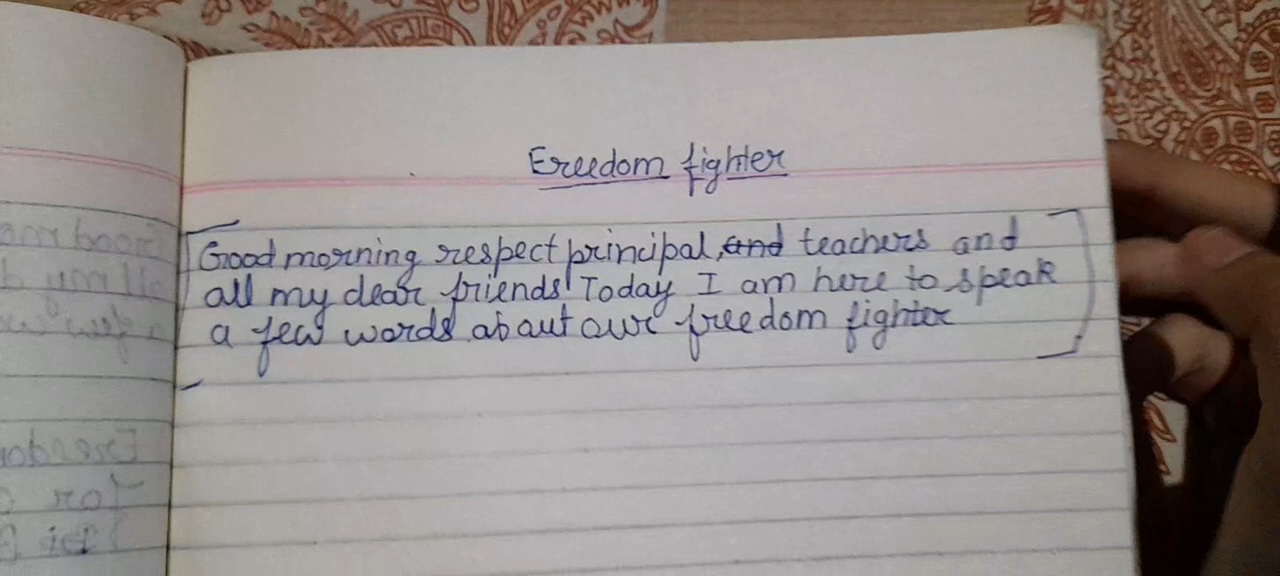 Freedom fighter
Good morning respect principal, and teachers and
all my dear friends Today I am here to speak
a few words about our freedom fighter